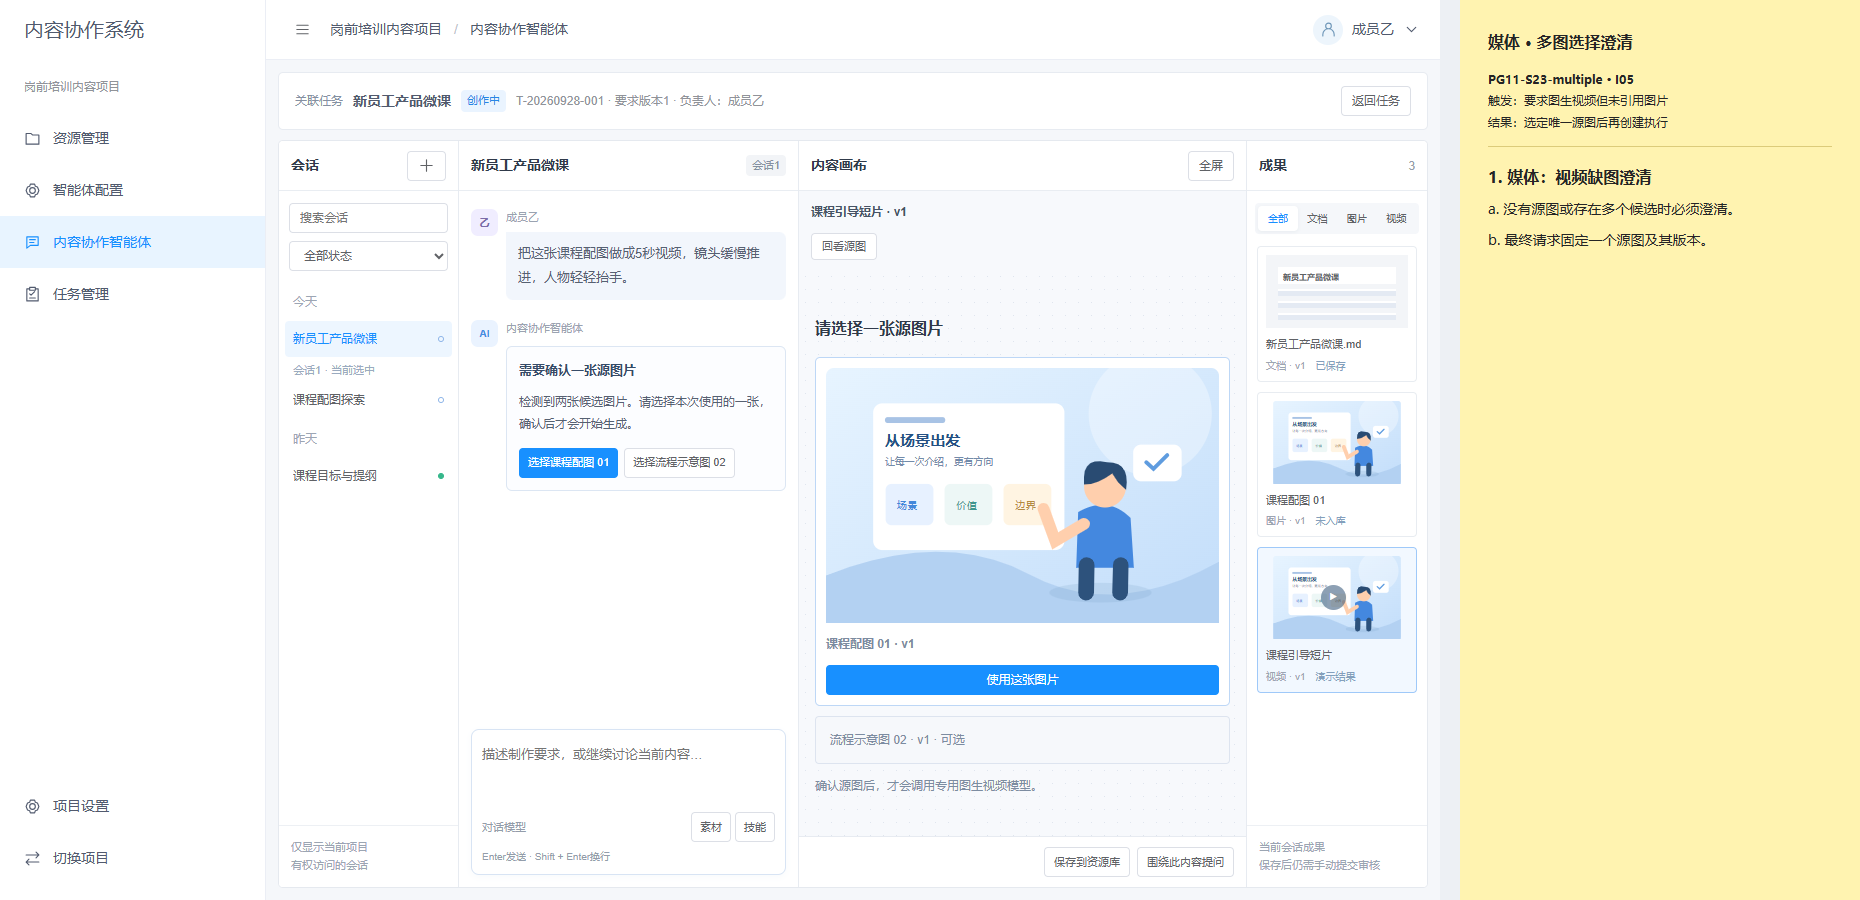 内容协作系统
岗前培训内容项目
资源管理
智能体配置
内容协作智能体
任务管理
项目设置
切换项目
岗前培训内容项目 / 内容协作智能体
成员乙
关联任务 新员工产品微课 创作中 T-20260928-001 · 要求版本1 · 负责人：成员乙
返回任务
会话
搜索会话
全部状态
今天
新员工产品微课
会话1 · 当前选中
课程配图探索
昨天
课程目标与提纲
仅显示当前项目
有权访问的会话
新员工产品微课 会话1
乙
成员乙
把这张课程配图做成5秒视频，镜头缓慢推
进，人物轻轻抬手。
AI
内容协作智能体
需要确认一张源图片
检测到两张候选图片。请选择本次使用的一张，
确认后才会开始生成。
选择课程配图 01 选择流程示意图 02
描述制作要求，或继续讨论当前内容…
对话模型 素材 技能
Enter发送 · Shift + Enter换行
内容画布 全屏
课程引导短片 · v1
回看源图
请选择一张源图片
从场景出发
让每一次介绍，更有方向
场景 价值 边界
课程配图 01 · v1
使用这张图片
流程示意图 02 · v1 · 可选
确认源图后，才会调用专用图生视频模型。
保存到资源库 围绕此内容提问
成果 3
全部 文档 图片 视频
新员工产品微课
新员工产品微课.md
文档 · v1 已保存
从场景出发
课程配图 01
图片 · v1 未入库
从场景出发
课程引导短片
视频 · v1 演示结果
当前会话成果
保存后仍需手动提交审核
媒体 • 多图选择澄清
PG11-S23-multiple • I05
触发：要求图生视频但未引用图片
结果：选定唯一源图后再创建执行
1. 媒体：视频缺图澄清
a. 没有源图或存在多个候选时必须澄清。
b. 最终请求固定一个源图及其版本。